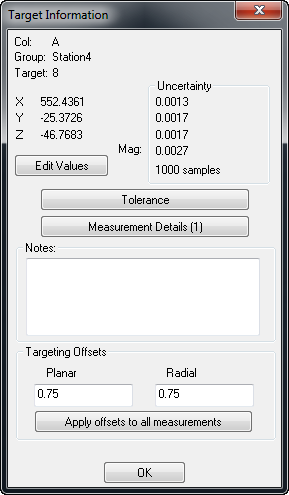 Target Information
Col: A
Group: Station4
Target: 8
Uncertainty
X 552.4361 0.0013
Y -25.3726 0.0017
Z -46.7683 0.0017
Mag: 0.0027
Edit Values
1000 samples
Tolerance
Measurement Details (1)
Notes:
Targeting Offsets
Planar Radial
0.75 0.75
Apply offsets to all measurements
OK